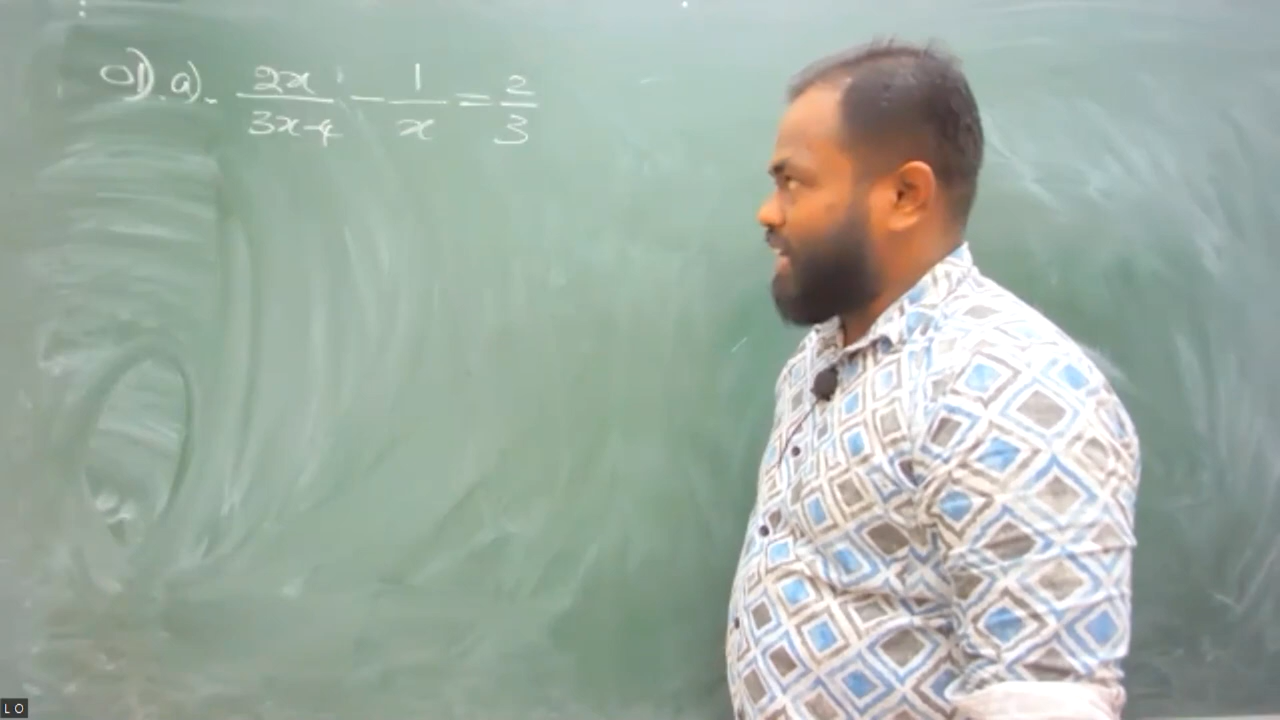 01). a). 2x/(3x-4) - 1/x = 2/3
L O